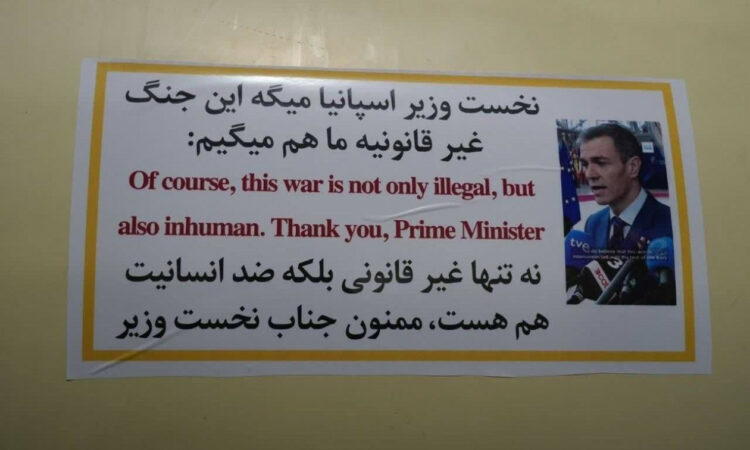 نخست وزیر اسپانیا میگه این جنگ
غیر قانونیه ما هم میگیم:
Of course, this war is not only illegal, but
also inhuman. Thank you, Prime Minister
نه تنها غیر قانونی بلکه ضد انسانیت
هم هست، ممنون جناب نخست وزیر
tve